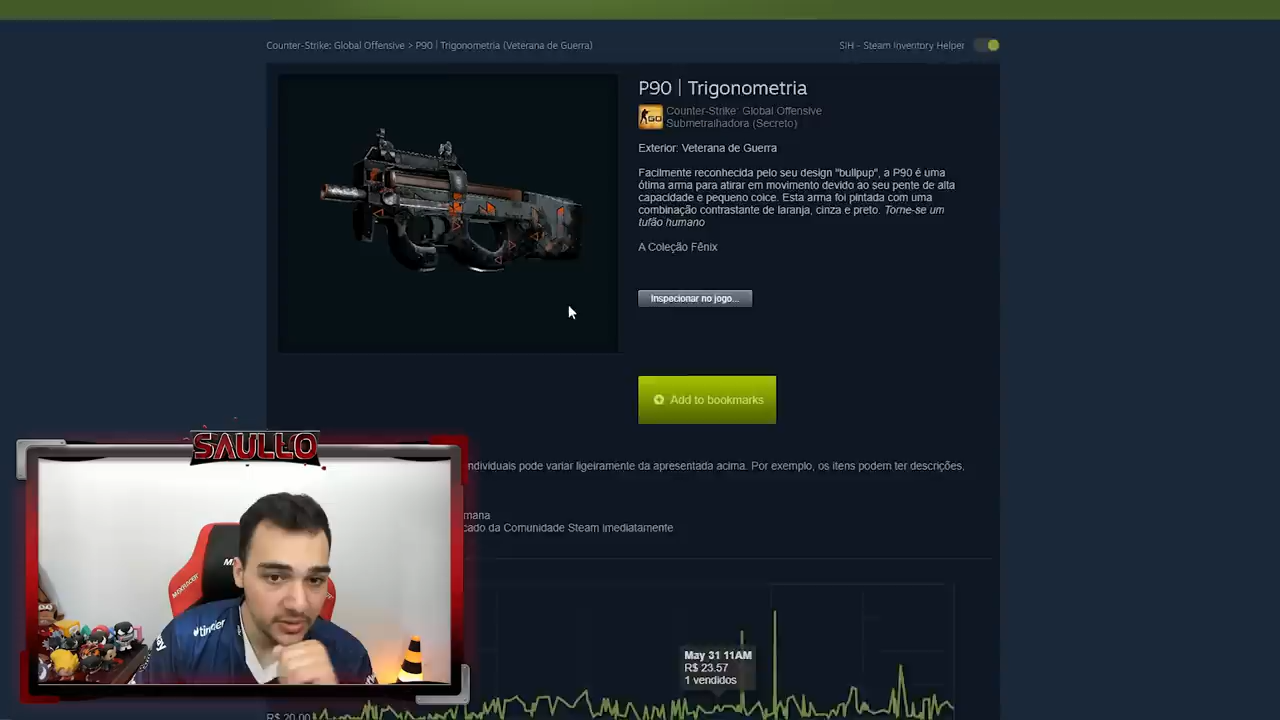 Counter-Strike: Global Offensive > P90 | Trigonometria (Veterana de Guerra)
SIH - Steam Inventory Helper
P90 | Trigonometria
GO
Counter-Strike: Global Offensive
Submetralhadora (Secreto)
Exterior: Veterana de Guerra
Facilmente reconhecida pelo seu design "bullpup", a P90 é uma
ótima arma para atirar em movimento devido ao seu pente de alta
capacidade e pequeno coice. Esta arma foi pintada com uma
combinação contrastante de laranja, cinza e preto. Torne-se um
tufão humano
A Coleção Fênix
Inspecionar no jogo...
Add to bookmarks
ndividuais pode variar ligeiramente da apresentada acima. Por exemplo, os itens podem ter descrições,
mana
cado da Comunidade Steam imediatamente
SAULLO
MAXRACER
tinder
May 31 11AM
R$ 23.57
1 vendidos
R$ 20.00